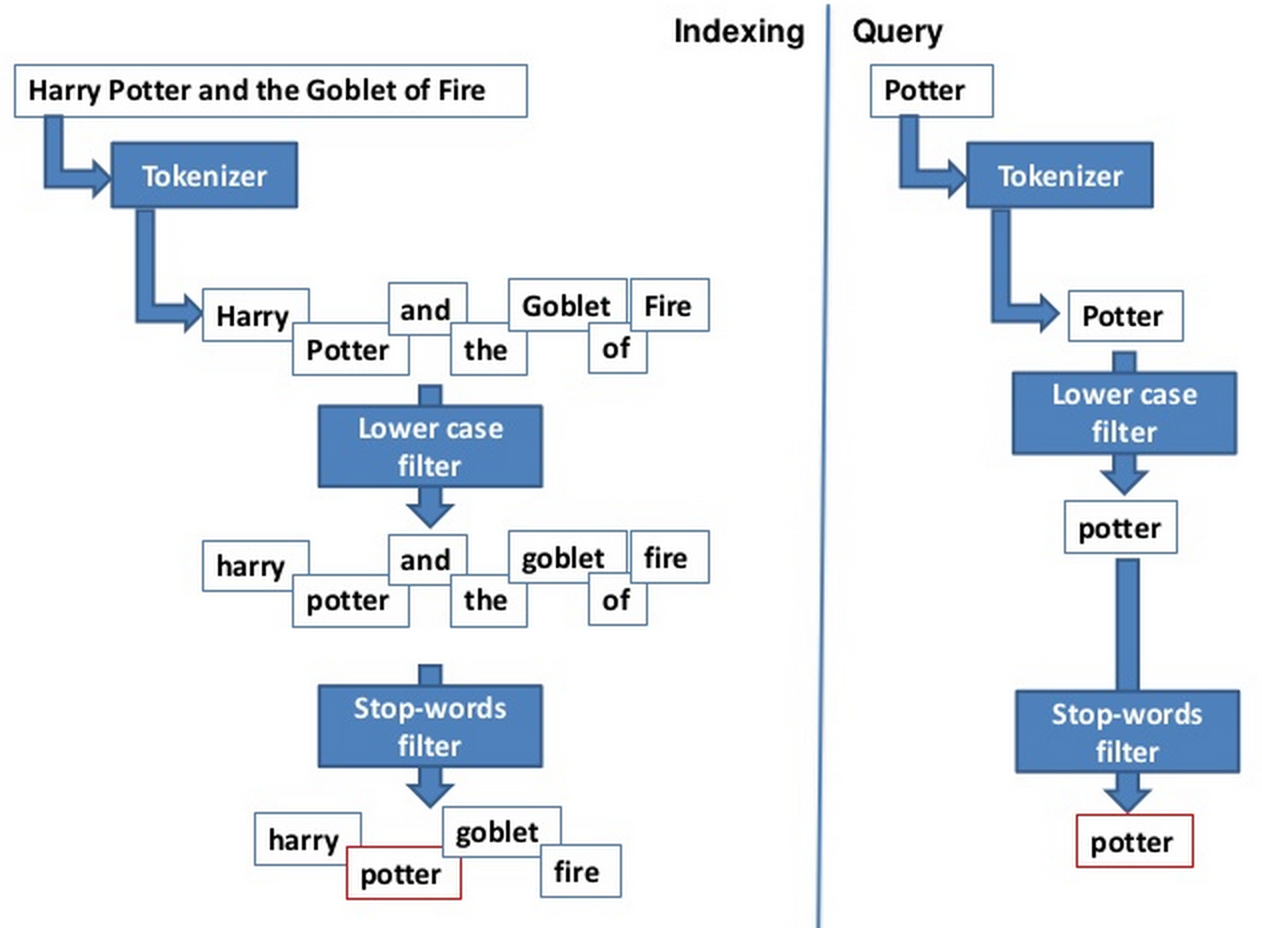 Indexing
Query
Harry Potter and the Goblet of Fire
Tokenizer
Harry
Potter
and
the
Goblet
of
Fire
Lower case
filter
harry
potter
and
the
goblet
of
fire
Stop-words
filter
harry
potter
goblet
fire
Potter
Tokenizer
Potter
Lower case
filter
potter
Stop-words
filter
potter